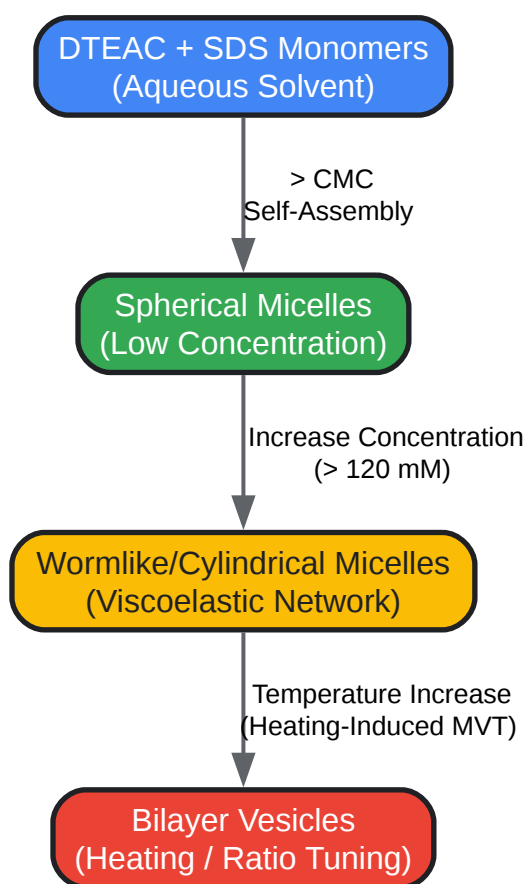 DTEAC + SDS Monomers
(Aqueous Solvent)
> CMC
Self-Assembly
Spherical Micelles
(Low Concentration)
Increase Concentration
(> 120 mM)
Wormlike/Cylindrical Micelles
(Viscoelastic Network)
Temperature Increase
(Heating-Induced MVT)
Bilayer Vesicles
(Heating / Ratio Tuning)